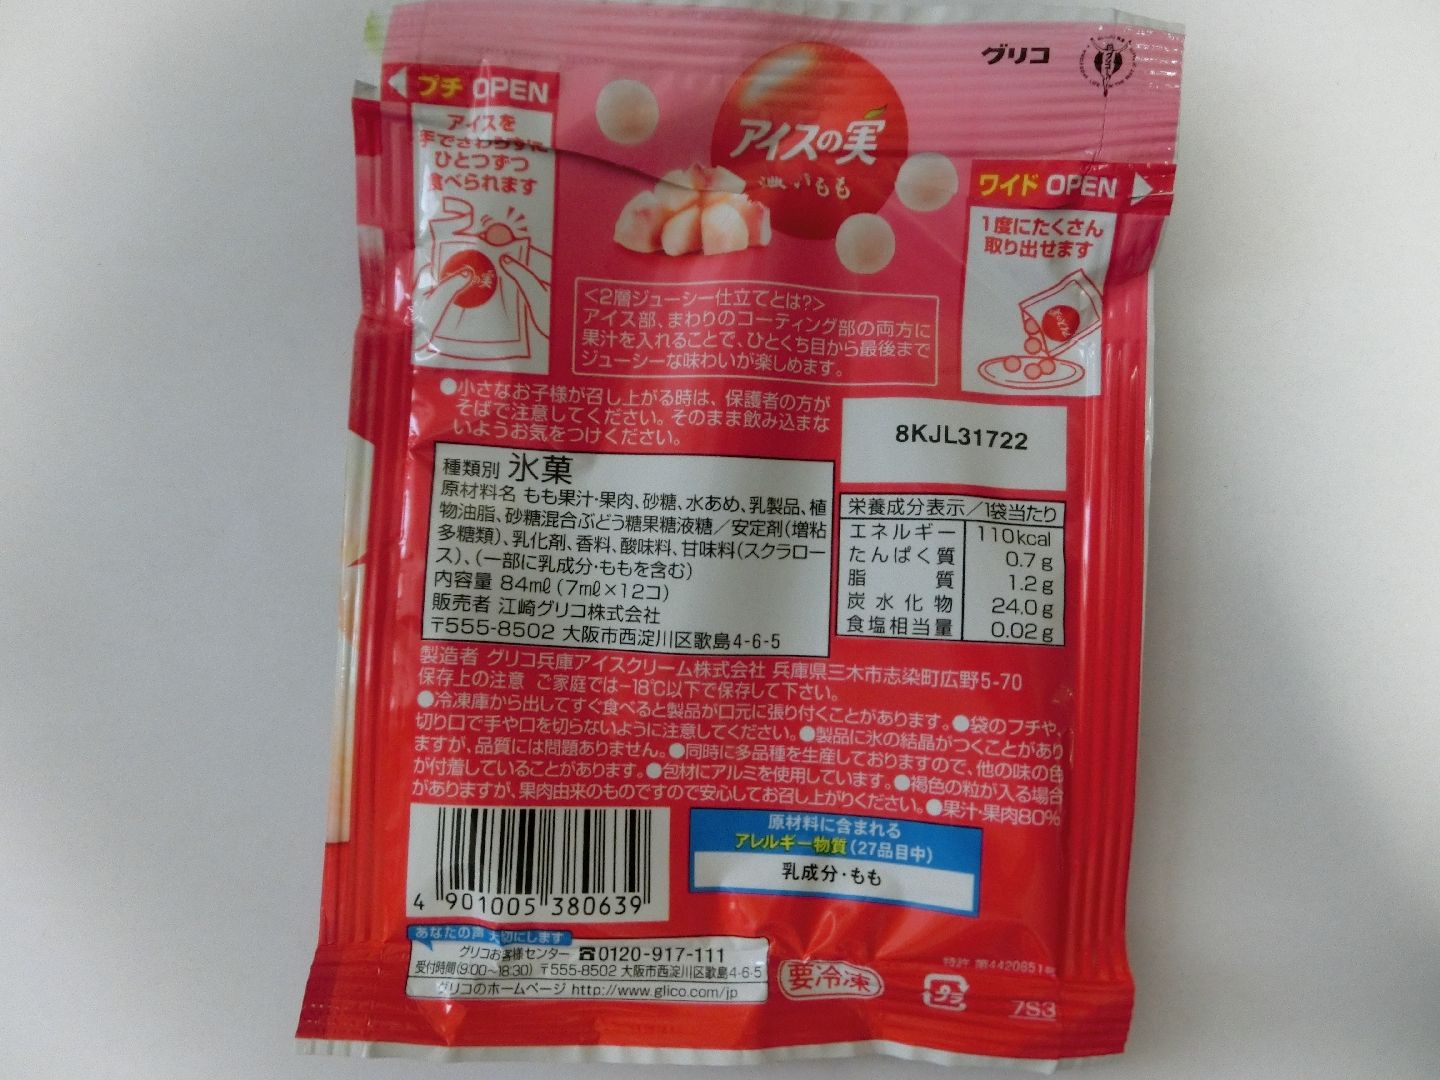 グリコ
プチ OPEN
アイスを
手でさわらずに
ひとつずつ
食べられます
アイスの実
濃いもも
ワイド OPEN
1度にたくさん
取り出せます
<2層ジューシー仕立てとは?>
アイス部、まわりのコーティング部の両方に
果汁を入れることで、ひとくち目から最後まで
ジューシーな味わいが楽しめます。
●小さなお子様が召し上がる時は、保護者の方が
そばで注意してください。そのまま飲み込まな
いようお気をつけください。
8KJL31722
種類別 氷菓
原材料名 もも果汁・果肉、砂糖、水あめ、乳製品、植
物油脂、砂糖混合ぶどう糖果糖液糖/安定剤(増粘
多糖類)、乳化剤、香料、酸味料、甘味料(スクラロー
ス)、(一部に乳成分・ももを含む)
内容量 84mℓ(7mℓ×12コ)
販売者 江崎グリコ株式会社
〒555-8502 大阪市西淀川区歌島4-6-5
栄養成分表示/1袋当たり
エネルギー 110kcal
たんぱく質 0.7g
脂質 1.2g
炭水化物 24.0g
食塩相当量 0.02g
製造者 グリコ兵庫アイスクリーム株式会社 兵庫県三木市志染町広野5-70
保存上の注意 ご家庭では-18℃以下で保存して下さい。
●冷凍庫から出してすぐ食べると製品が口元に張り付くことがあります。●袋のフチや、
切り口で手や口を切らないように注意してください。●製品に氷の結晶がつくことがあり
ますが、品質には問題ありません。●同時に多品種を生産しておりますので、他の味の色
が付着していることがあります。●包材にアルミを使用しています。●褐色の粒が入る場合
がありますが、果肉由来のものですので安心してお召し上がりください。●果汁・果肉80%
4 901005 380639
原材料に含まれる
アレルギー物質(27品目中)
乳成分・もも
あなたの声 大切にします
グリコお客様センター ☎0120-917-111
受付時間(9:00~18:30) 〒555-8502 大阪市西淀川区歌島4-6-5
グリコのホームページ http://www.glico.com/jp
要冷凍
特許 第4420851号
プラ
7S3